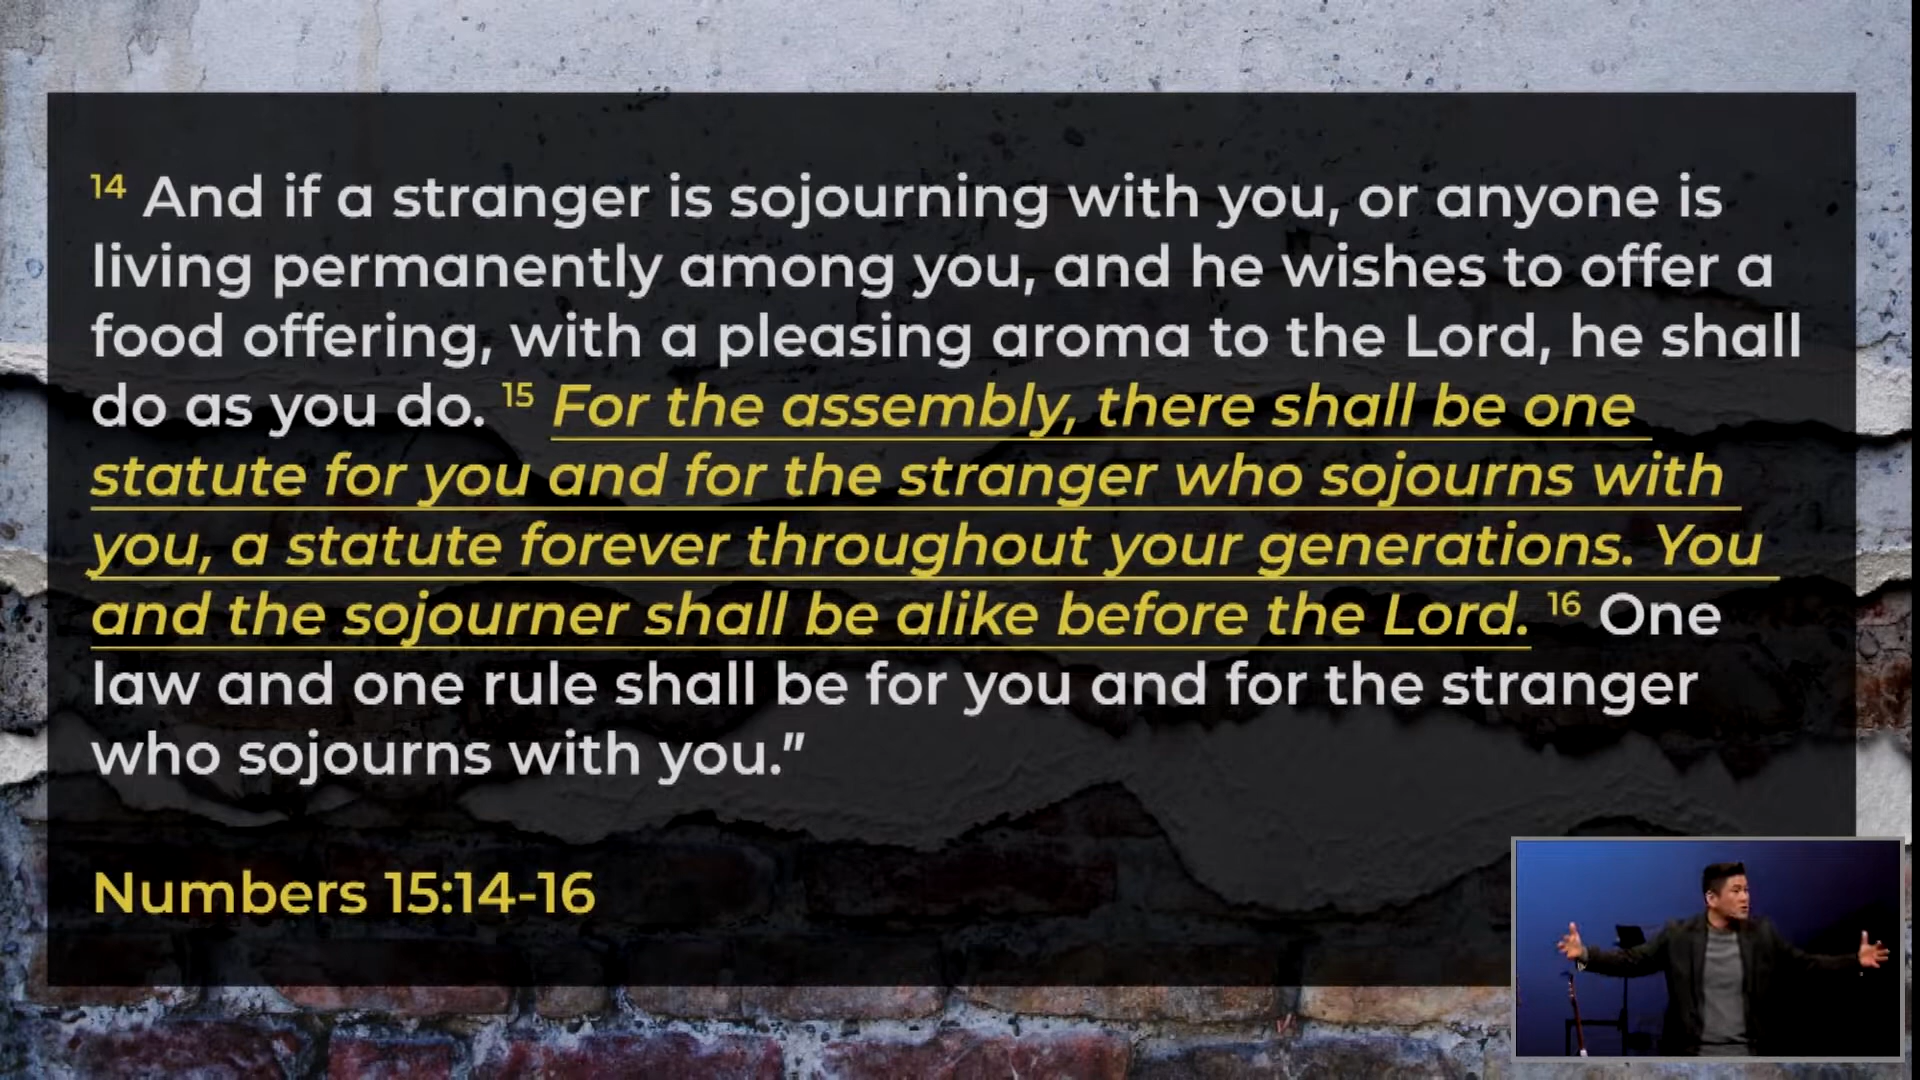 14 And if a stranger is sojourning with you, or anyone is
living permanently among you, and he wishes to offer a
food offering, with a pleasing aroma to the Lord, he shall
do as you do. 15 For the assembly, there shall be one
statute for you and for the stranger who sojourns with
you, a statute forever throughout your generations. You
and the sojourner shall be alike before the Lord. 16 One
law and one rule shall be for you and for the stranger
who sojourns with you.”
Numbers 15:14-16